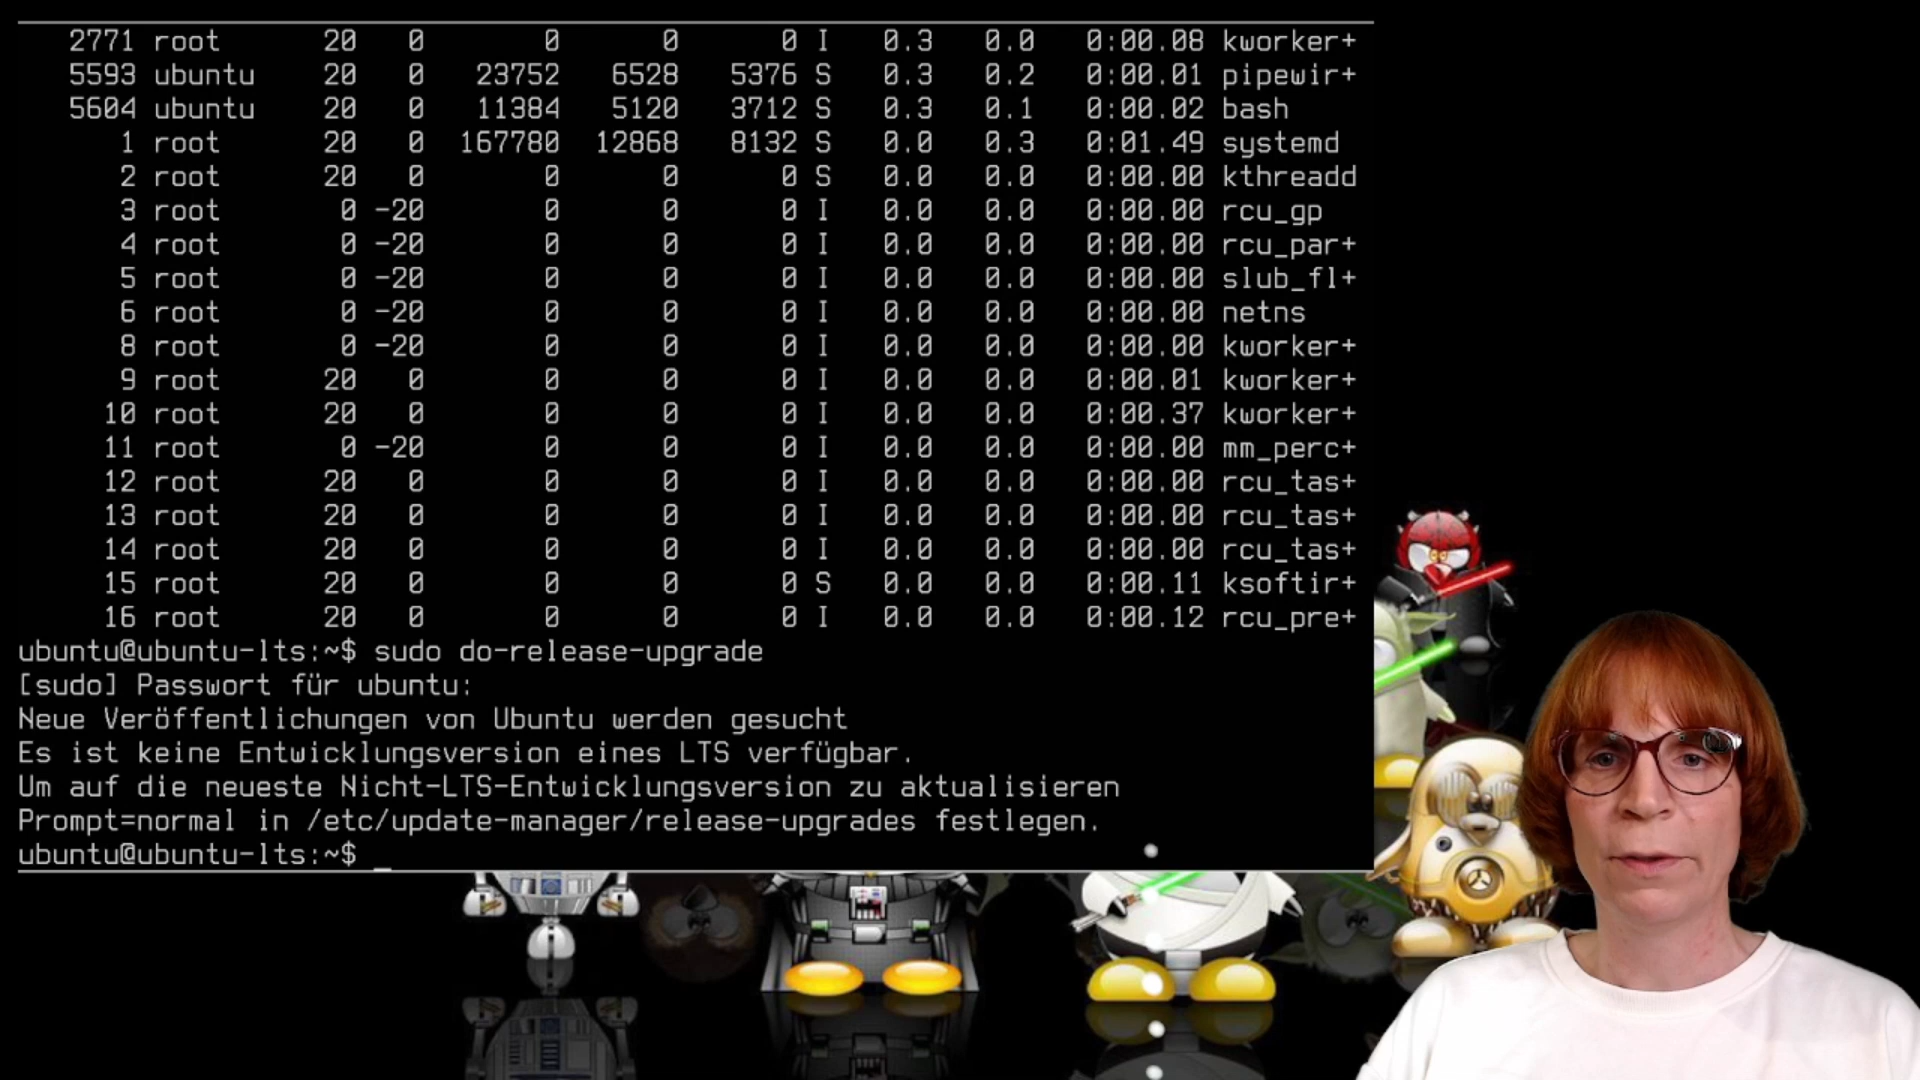 2771 root 20 0 0 0 0 I 0.3 0.0 0:00.08 kworker+
5593 ubuntu 20 0 23752 6528 5376 S 0.3 0.2 0:00.01 pipewir+
5604 ubuntu 20 0 11384 5120 3712 S 0.3 0.1 0:00.02 bash
1 root 20 0 167780 12868 8132 S 0.0 0.3 0:01.49 systemd
2 root 20 0 0 0 0 S 0.0 0.0 0:00.00 kthreadd
3 root 0 -20 0 0 0 I 0.0 0.0 0:00.00 rcu_gp
4 root 0 -20 0 0 0 I 0.0 0.0 0:00.00 rcu_par+
5 root 0 -20 0 0 0 I 0.0 0.0 0:00.00 slub_fl+
6 root 0 -20 0 0 0 I 0.0 0.0 0:00.00 netns
8 root 0 -20 0 0 0 I 0.0 0.0 0:00.00 kworker+
9 root 20 0 0 0 0 I 0.0 0.0 0:00.01 kworker+
10 root 20 0 0 0 0 I 0.0 0.0 0:00.37 kworker+
11 root 0 -20 0 0 0 I 0.0 0.0 0:00.00 mm_perc+
12 root 20 0 0 0 0 I 0.0 0.0 0:00.00 rcu_tas+
13 root 20 0 0 0 0 I 0.0 0.0 0:00.00 rcu_tas+
14 root 20 0 0 0 0 I 0.0 0.0 0:00.00 rcu_tas+
15 root 20 0 0 0 0 S 0.0 0.0 0:00.11 ksoftir+
16 root 20 0 0 0 0 I 0.0 0.0 0:00.12 rcu_pre+
ubuntu@ubuntu-lts:~$ sudo do-release-upgrade
[sudo] Passwort für ubuntu:
Neue Veröffentlichungen von Ubuntu werden gesucht
Es ist keine Entwicklungsversion eines LTS verfügbar.
Um auf die neueste Nicht-LTS-Entwicklungsversion zu aktualisieren
Prompt=normal in /etc/update-manager/release-upgrades festlegen.
ubuntu@ubuntu-lts:~$ _